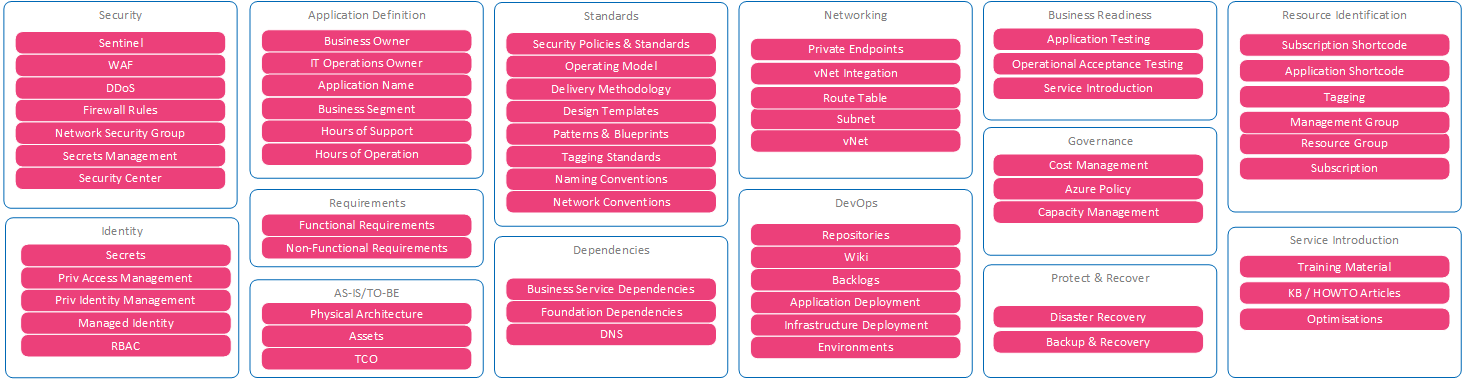 Security
Sentinel
WAF
DDoS
Firewall Rules
Network Security Group
Secrets Management
Security Center
Identity
Secrets
Priv Access Management
Priv Identity Management
Managed Identity
RBAC
Application Definition
Business Owner
IT Operations Owner
Application Name
Business Segment
Hours of Support
Hours of Operation
Requirements
Functional Requirements
Non-Functional Requirements
AS-IS/TO-BE
Physical Architecture
Assets
TCO
Standards
Security Policies & Standards
Operating Model
Delivery Methodology
Design Templates
Patterns & Blueprints
Tagging Standards
Naming Conventions
Network Conventions
Dependencies
Business Service Dependencies
Foundation Dependencies
DNS
Networking
Private Endpoints
vNet Integation
Route Table
Subnet
vNet
DevOps
Repositories
Wiki
Backlogs
Application Deployment
Infrastructure Deployment
Environments
Business Readiness
Application Testing
Operational Acceptance Testing
Service Introduction
Governance
Cost Management
Azure Policy
Capacity Management
Protect & Recover
Disaster Recovery
Backup & Recovery
Resource Identification
Subscription Shortcode
Application Shortcode
Tagging
Management Group
Resource Group
Subscription
Service Introduction
Training Material
KB / HOWTO Articles
Optimisations